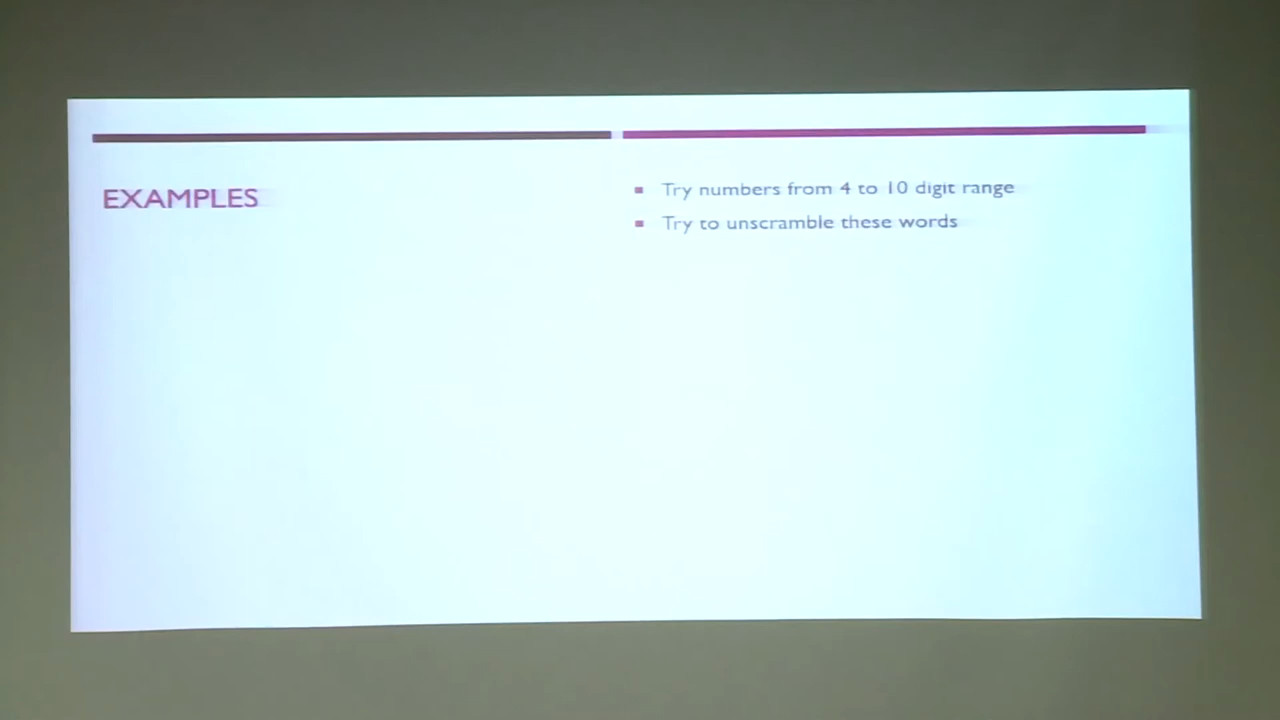 EXAMPLES
Try numbers from 4 to 10 digit range
Try to unscramble these words